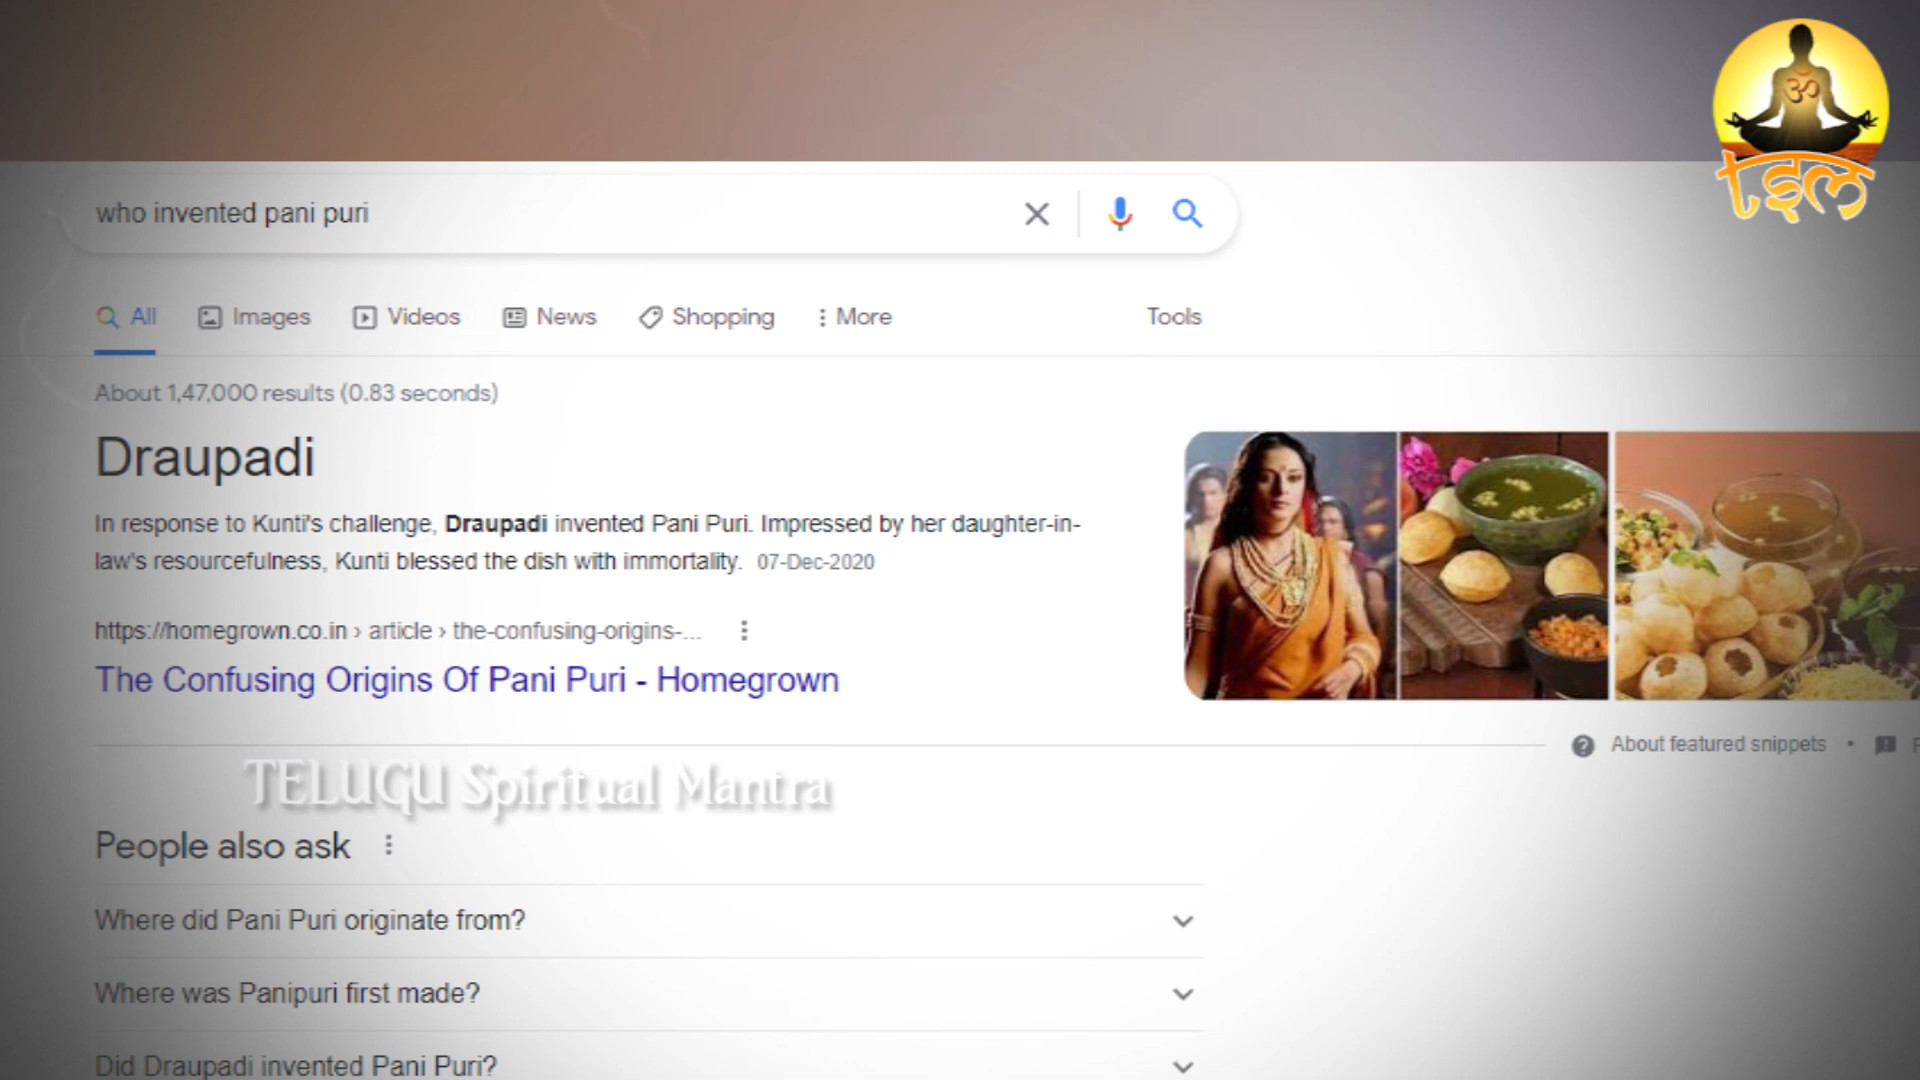 ॐ
tsm
who invented pani puri
All Images Videos News Shopping More Tools
About 1,47,000 results (0.83 seconds)
Draupadi
In response to Kunti's challenge, Draupadi invented Pani Puri. Impressed by her daughter-in-
law's resourcefulness, Kunti blessed the dish with immortality. 07-Dec-2020
https://homegrown.co.in › article › the-confusing-origins-...
The Confusing Origins Of Pani Puri - Homegrown
About featured snippets •
TELUGU Spiritual Mantra
People also ask
Where did Pani Puri originate from?
Where was Panipuri first made?
Did Draupadi invented Pani Puri?